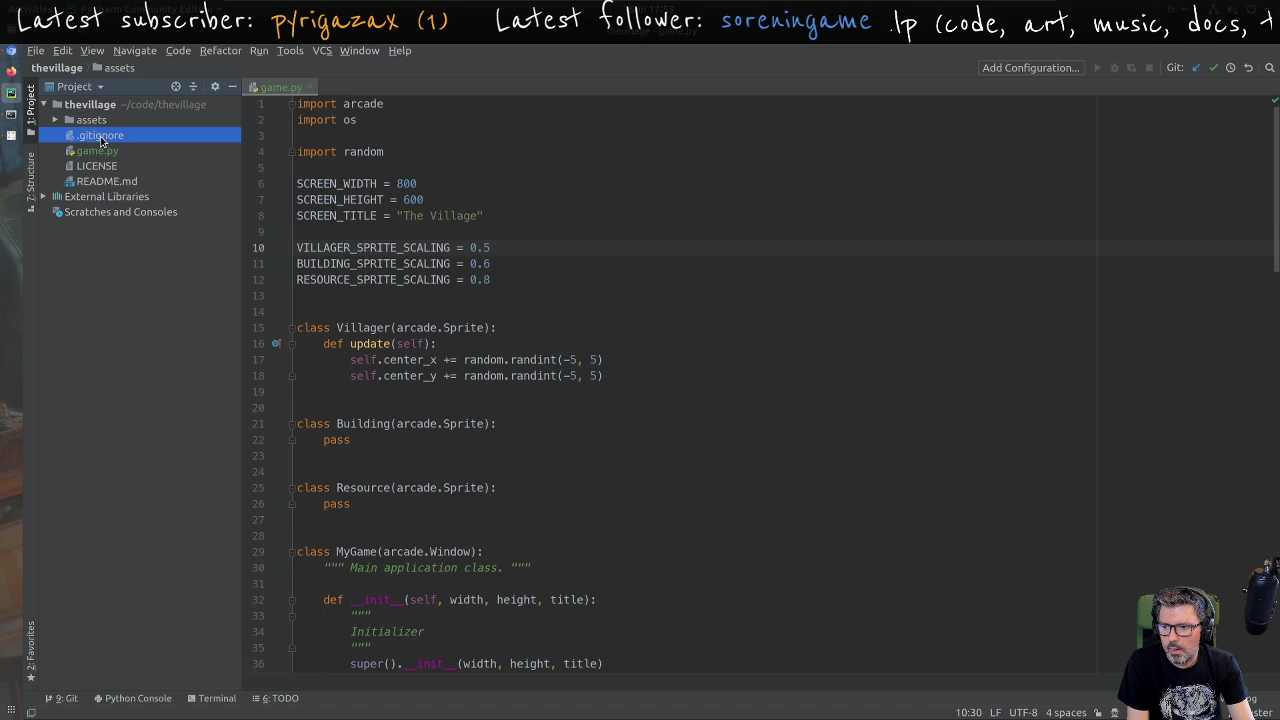 Latest subscriber: pyrigazax (1) Latest follower: soreningame .lp (code, art, music, docs, t
File Edit View Navigate Code Refactor Run Tools VCS Window Help
thevillage assets Add Configuration... Git:
Project game.py
thevillage ~/code/thevillage
assets
.gitignore
game.py
LICENSE
README.md
External Libraries
Scratches and Consoles
1: Project
7: Structure
2: Favorites
1 import arcade
2 import os
3
4 import random
5
6 SCREEN_WIDTH = 800
7 SCREEN_HEIGHT = 600
8 SCREEN_TITLE = "The Village"
9
10 VILLAGER_SPRITE_SCALING = 0.5
11 BUILDING_SPRITE_SCALING = 0.6
12 RESOURCE_SPRITE_SCALING = 0.8
13
14
15 class Villager(arcade.Sprite):
16 def update(self):
17 self.center_x += random.randint(-5, 5)
18 self.center_y += random.randint(-5, 5)
19
20
21 class Building(arcade.Sprite):
22 pass
23
24
25 class Resource(arcade.Sprite):
26 pass
27
28
29 class MyGame(arcade.Window):
30 """ Main application class. """
31
32 def __init__(self, width, height, title):
33 """
34 Initializer
35 """
36 super().__init__(width, height, title)
9: Git Python Console Terminal 6: TODO
10:30 LF UTF-8 4 spaces